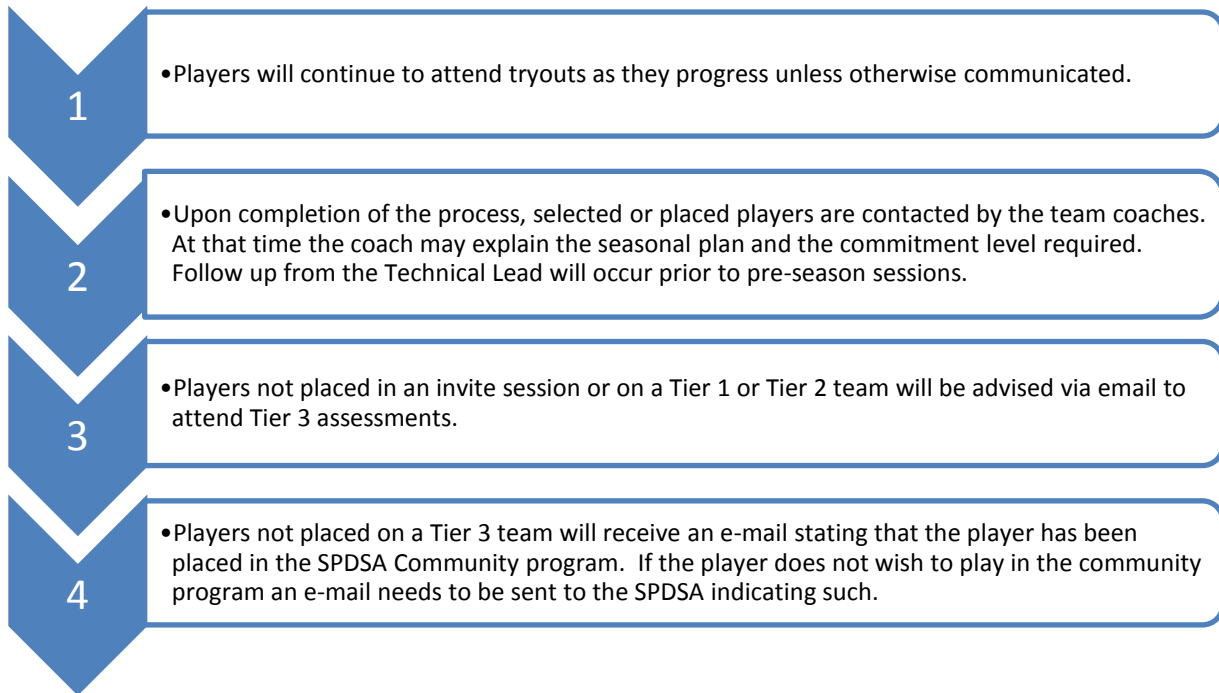 1
•Players will continue to attend tryouts as they progress unless otherwise communicated.
2
•Upon completion of the process, selected or placed players are contacted by the team coaches.
At that time the coach may explain the seasonal plan and the commitment level required.
Follow up from the Technical Lead will occur prior to pre-season sessions.
3
•Players not placed in an invite session or on a Tier 1 or Tier 2 team will be advised via email to
attend Tier 3 assessments.
4
•Players not placed on a Tier 3 team will receive an e-mail stating that the player has been
placed in the SPDSA Community program.  If the player does not wish to play in the community
program an e-mail needs to be sent to the SPDSA indicating such.